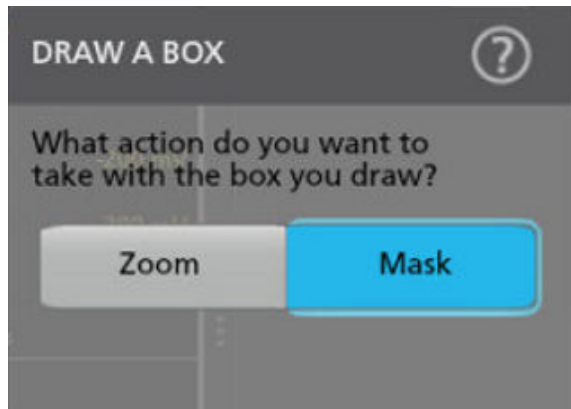 DRAW A BOX
?
What action do you want to
take with the box you draw?
Zoom
Mask